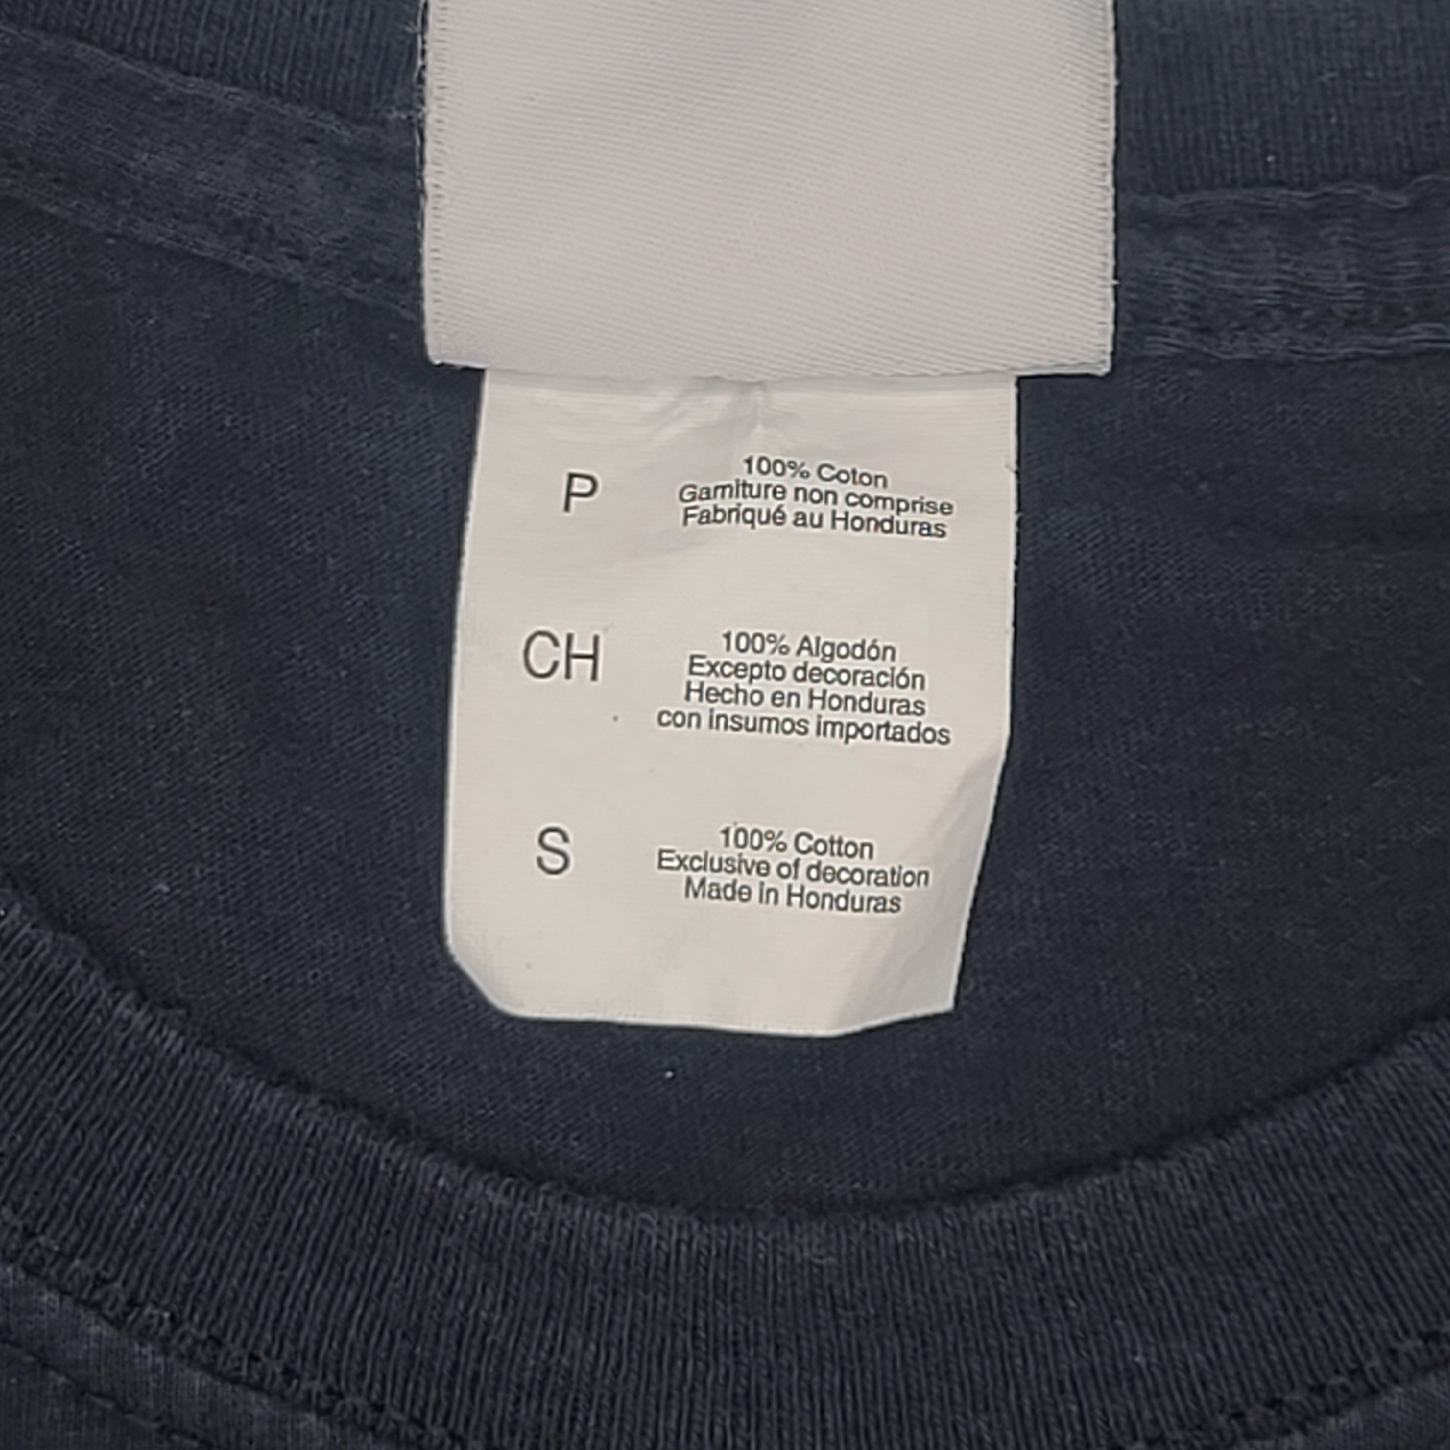 P
100% Coton
Garniture non comprise
Fabriqué au Honduras
CH
100% Algodón
Excepto decoración
Hecho en Honduras
con insumos importados
S
100% Cotton
Exclusive of decoration
Made in Honduras